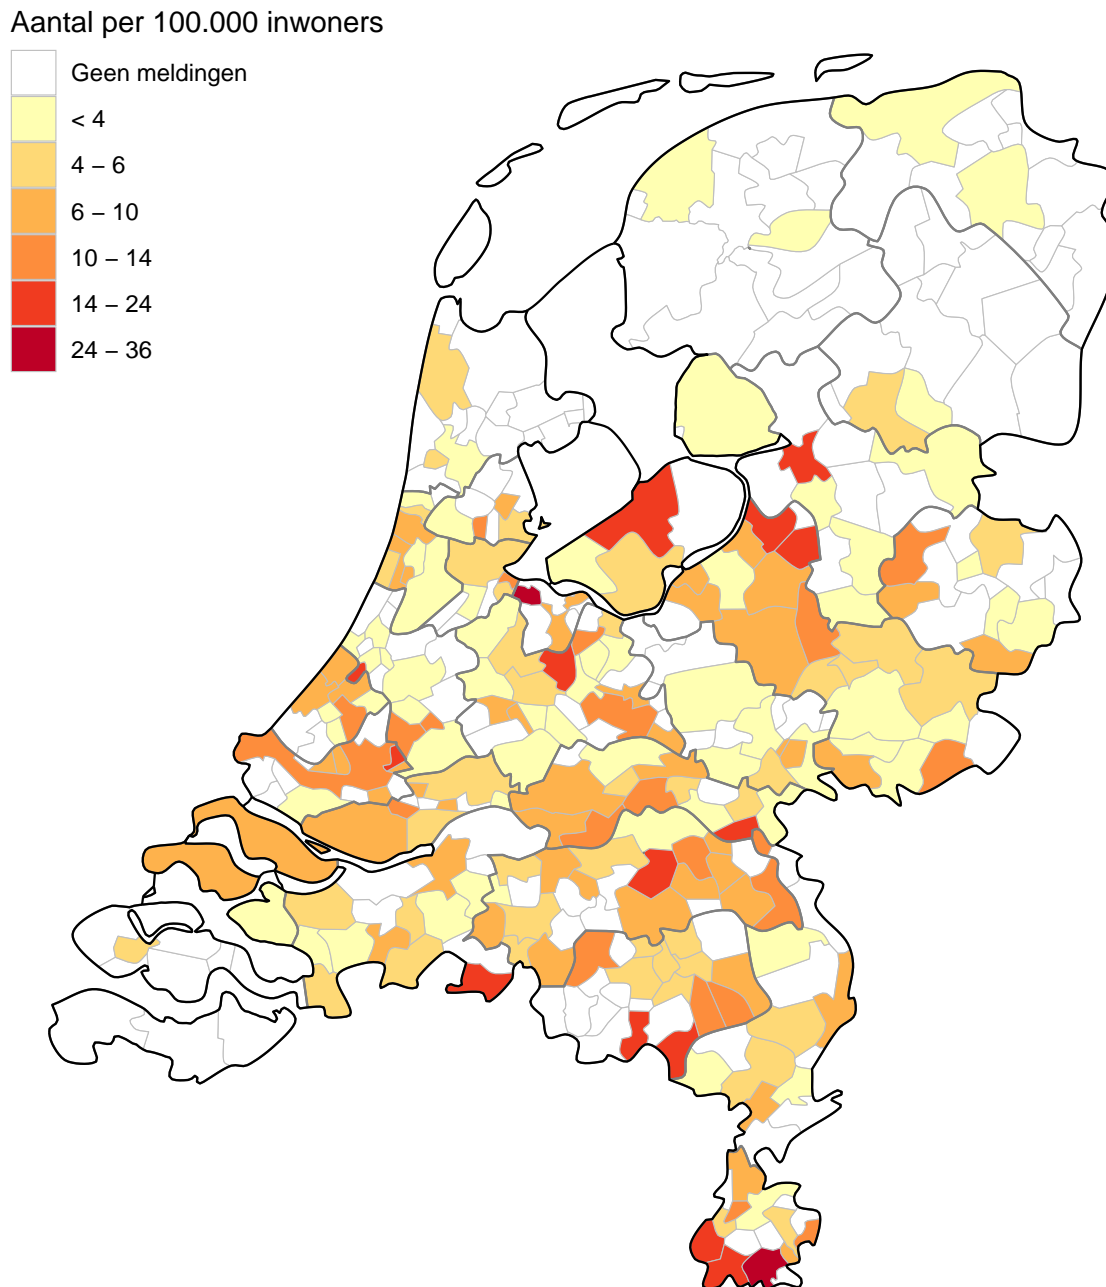 Aantal per 100.000 inwoners
Geen meldingen
< 4
4 – 6
6 – 10
10 – 14
14 – 24
24 – 36